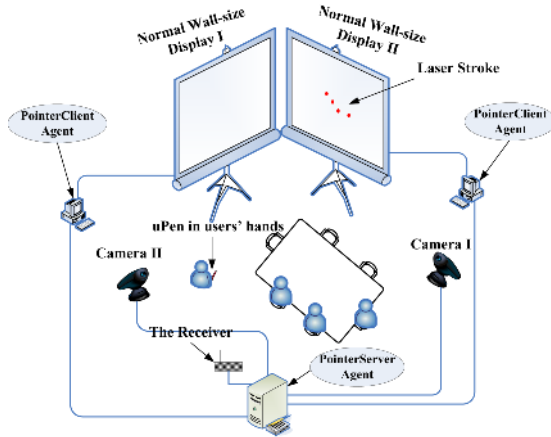 Normal Wall-size
Display I
Normal Wall-size
Display II
Laser Stroke
PointerClient
Agent
PointerClient
Agent
uPen in users' hands
Camera II
Camera I
The Receiver
PointerServer
Agent